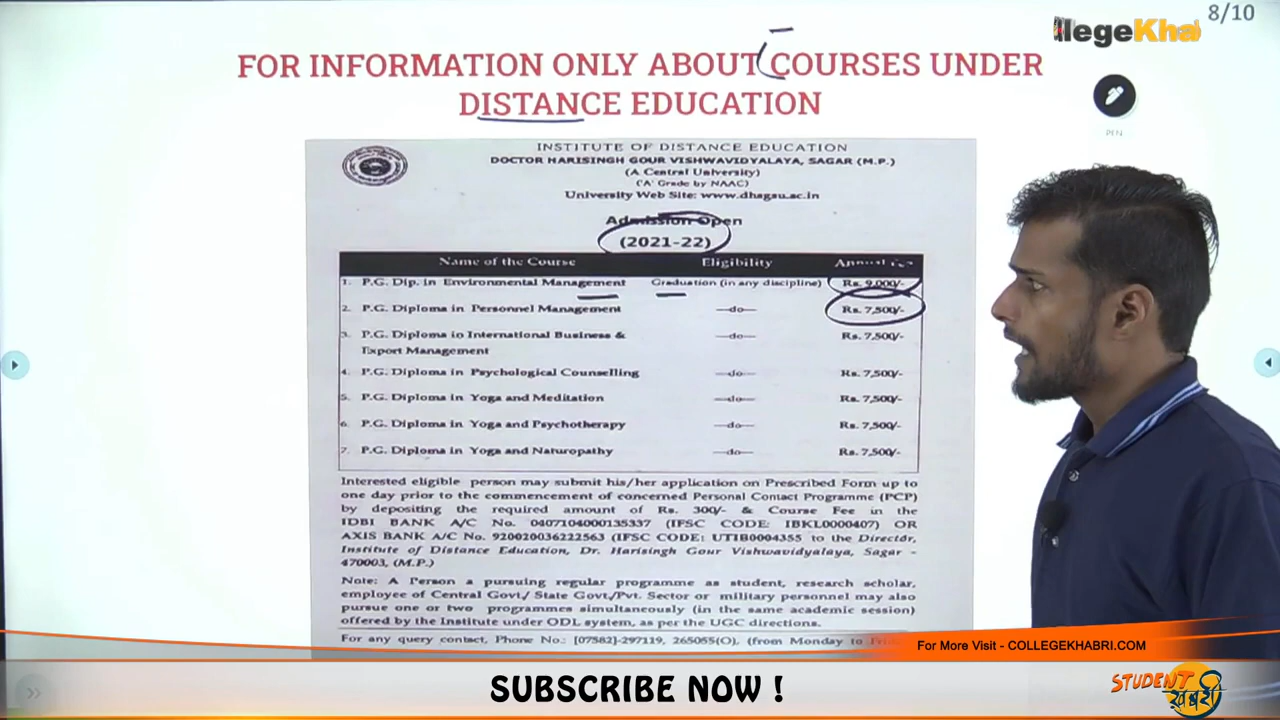 8/10
llegeKha
FOR INFORMATION ONLY ABOUT COURSES UNDER
DISTANCE EDUCATION
PEN
INSTITUTE OF DISTANCE EDUCATION
DOCTOR HARISINGH GOUR VISHWAVIDYALAYA, SAGAR (M.P.)
(A Central University)
('A' Grade by NAAC)
University Web Site: www.dhsgsu.ac.in
Admission Open
(2021-22)
Name of the Course Eligibility Annual Fee
1. P.G. Dip. in Environmental Management Graduation (in any discipline) Rs. 9,000/-
2. P.G. Diploma in Personnel Management —do— Rs. 7,500/-
3. P.G. Diploma in International Business & —do— Rs. 7,500/-
Export Management
4. P.G. Diploma in Psychological Counselling —do— Rs. 7,500/-
5. P.G. Diploma in Yoga and Meditation —do— Rs. 7,500/-
6. P.G. Diploma in Yoga and Psychotherapy —do— Rs. 7,500/-
7. P.G. Diploma in Yoga and Naturopathy —do— Rs. 7,500/-
Interested eligible person may submit his/her application on Prescribed Form up to
one day prior to the commencement of concerned Personal Contact Programme (PCP)
by depositing the required amount of Rs. 300/- & Course Fee in the
IDBI BANK A/C No. 0407104000135337 (IFSC CODE: IBKL0000407) OR
AXIS BANK A/C No. 920020036222563 (IFSC CODE: UTIB0004355 to the Director,
Institute of Distance Education, Dr. Harisingh Gour Vishwavidyalaya, Sagar -
470003, (M.P.)
Note: A Person a pursuing regular programme as student, research scholar,
employee of Central Govt./ State Govt./Pvt. Sector or military personnel may also
pursue one or two programmes simultaneously (in the same academic session)
offered by the Institute under ODL system, as per the UGC directions.
For any query contact, Phone No.: [07582]-297119, 265055(O), (from Monday to
For More Visit - COLLEGEKHABRI.COM
SUBSCRIBE NOW !
STUDENT
खबरी